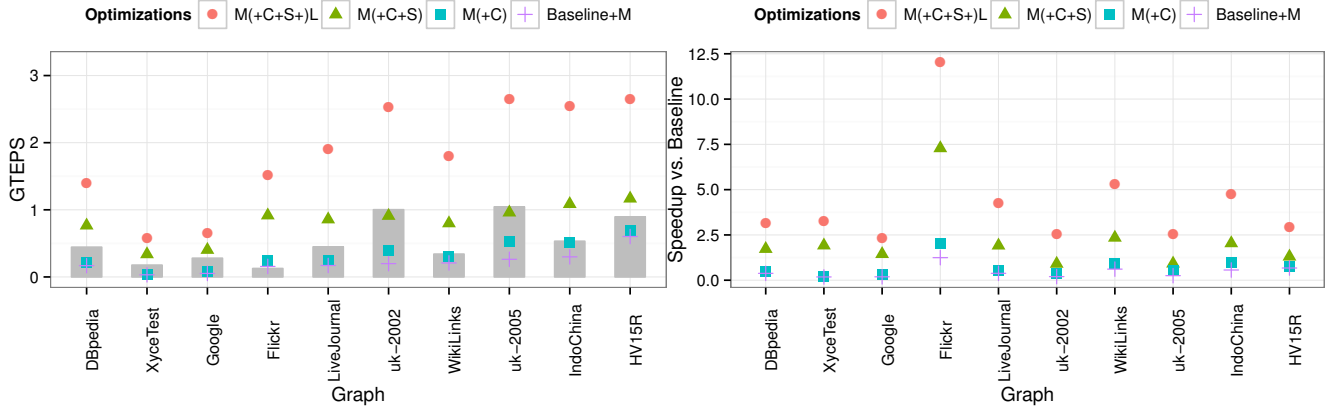 Optimizations M(+C+S+)L M(+C+S) M(+C) Baseline+M
GTEPS
3
2
1
0
DBpedia
XyceTest
Google
Flickr
LiveJournal
uk-2002
WikiLinks
uk-2005
IndoChina
HV15R
Graph
Optimizations M(+C+S+)L M(+C+S) M(+C) Baseline+M
Speedup vs. Baseline
12.5
10.0
7.5
5.0
2.5
0.0
DBpedia
XyceTest
Google
Flickr
LiveJournal
uk-2002
WikiLinks
uk-2005
IndoChina
HV15R
Graph